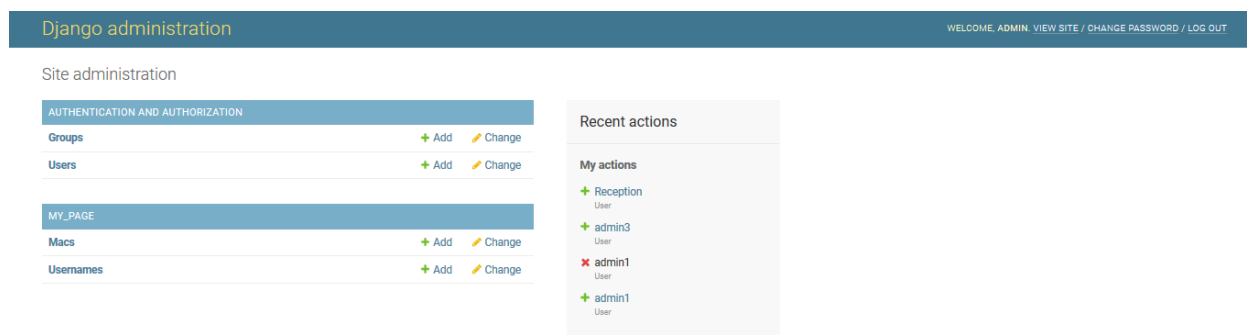 Django administration
WELCOME, ADMIN. VIEW SITE / CHANGE PASSWORD / LOG OUT
Site administration
AUTHENTICATION AND AUTHORIZATION
Groups + Add Change
Users + Add Change
MY_PAGE
Macs + Add Change
Usernames + Add Change
Recent actions
My actions
+ Reception
User
+ admin3
User
admin1
User
+ admin1
User